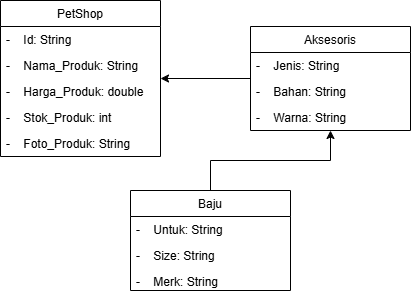 PetShop
- Id: String
- Nama_Produk: String
- Harga_Produk: double
- Stok_Produk: int
- Foto_Produk: String
Aksesoris
- Jenis: String
- Bahan: String
- Warna: String
Baju
- Untuk: String
- Size: String
- Merk: String